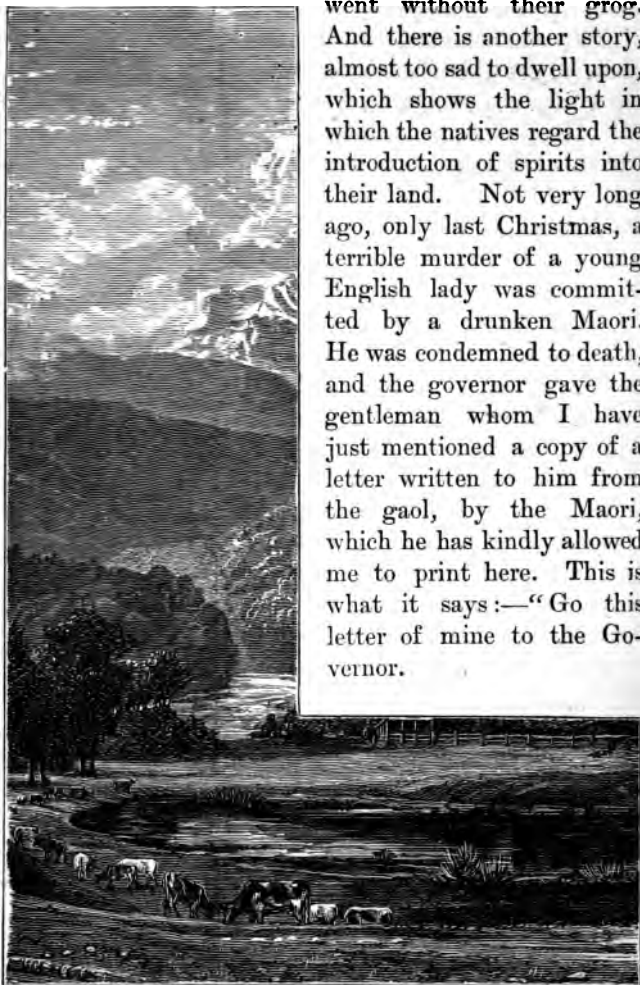 went without their grog.
And there is another story,
almost too sad to dwell upon,
which shows the light in
which the natives regard the
introduction of spirits into
their land. Not very long
ago, only last Christmas, a
terrible murder of a young
English lady was commit-
ted by a drunken Maori.
He was condemned to death,
and the governor gave the
gentleman whom I have
just mentioned a copy of a
letter written to him from
the gaol, by the Maori,
which he has kindly allowed
me to print here. This is
what it says:—“Go this
letter of mine to the Go-
vernor.